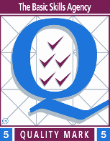 The Basic Skills Agency
Q
5 QUALITY MARK 5